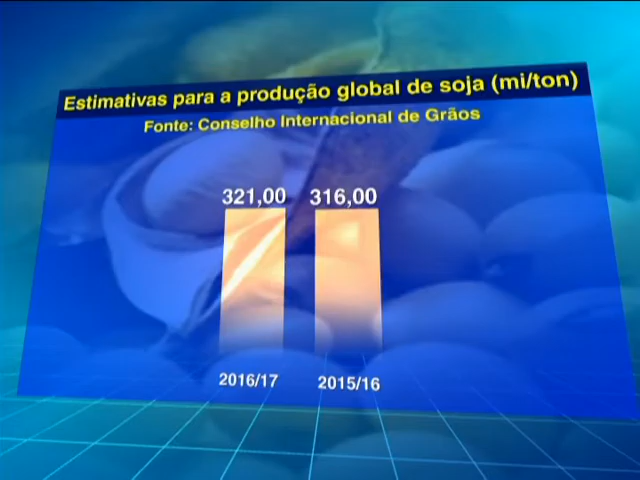 Estimativas para a produção global de soja (mi/ton)
Fonte: Conselho Internacional de Grãos
321,00 316,00
2016/17 2015/16